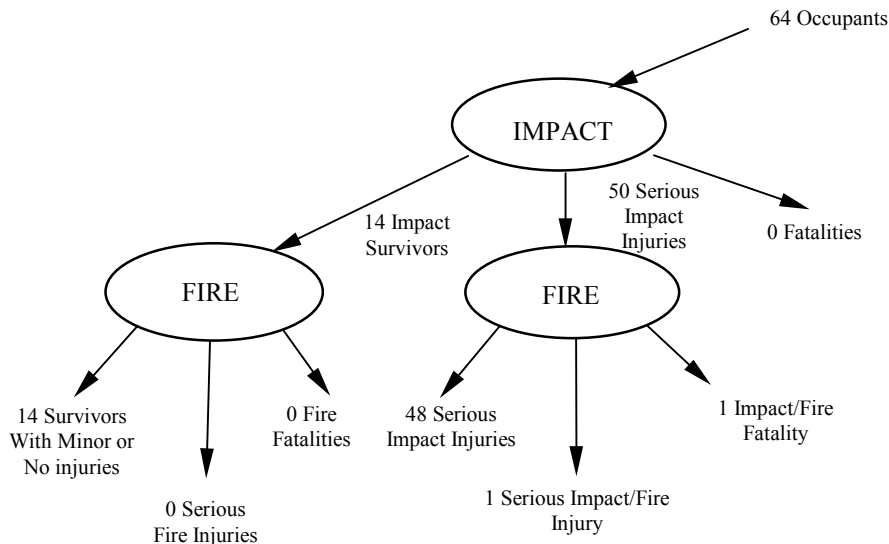 64 Occupants
IMPACT
14 Impact
Survivors
50 Serious
Impact
Injuries
0 Fatalities
FIRE
FIRE
14 Survivors
With Minor or
No injuries
0 Serious
Fire Injuries
0 Fire
Fatalities
48 Serious
Impact Injuries
1 Serious Impact/Fire
Injury
1 Impact/Fire
Fatality